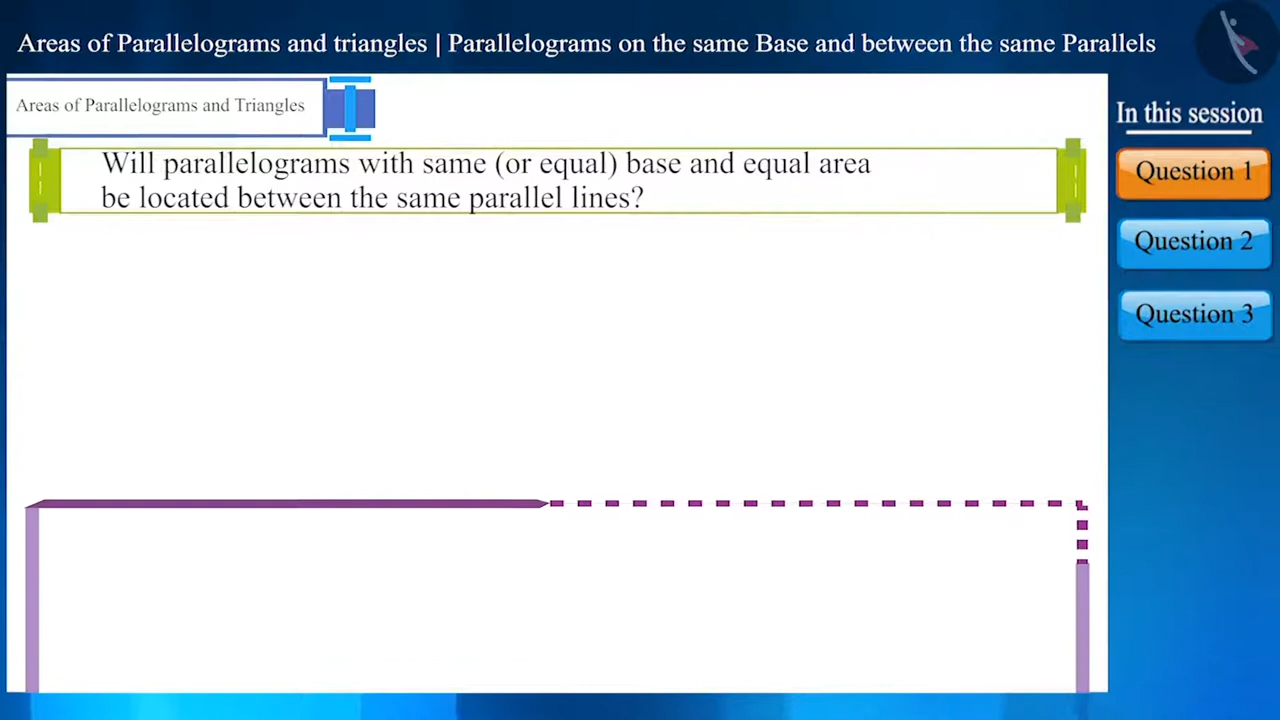 Areas of Parallelograms and triangles | Parallelograms on the same Base and between the same Parallels
Areas of Parallelograms and Triangles
Will parallelograms with same (or equal) base and equal area
be located between the same parallel lines?
In this session
Question 1
Question 2
Question 3